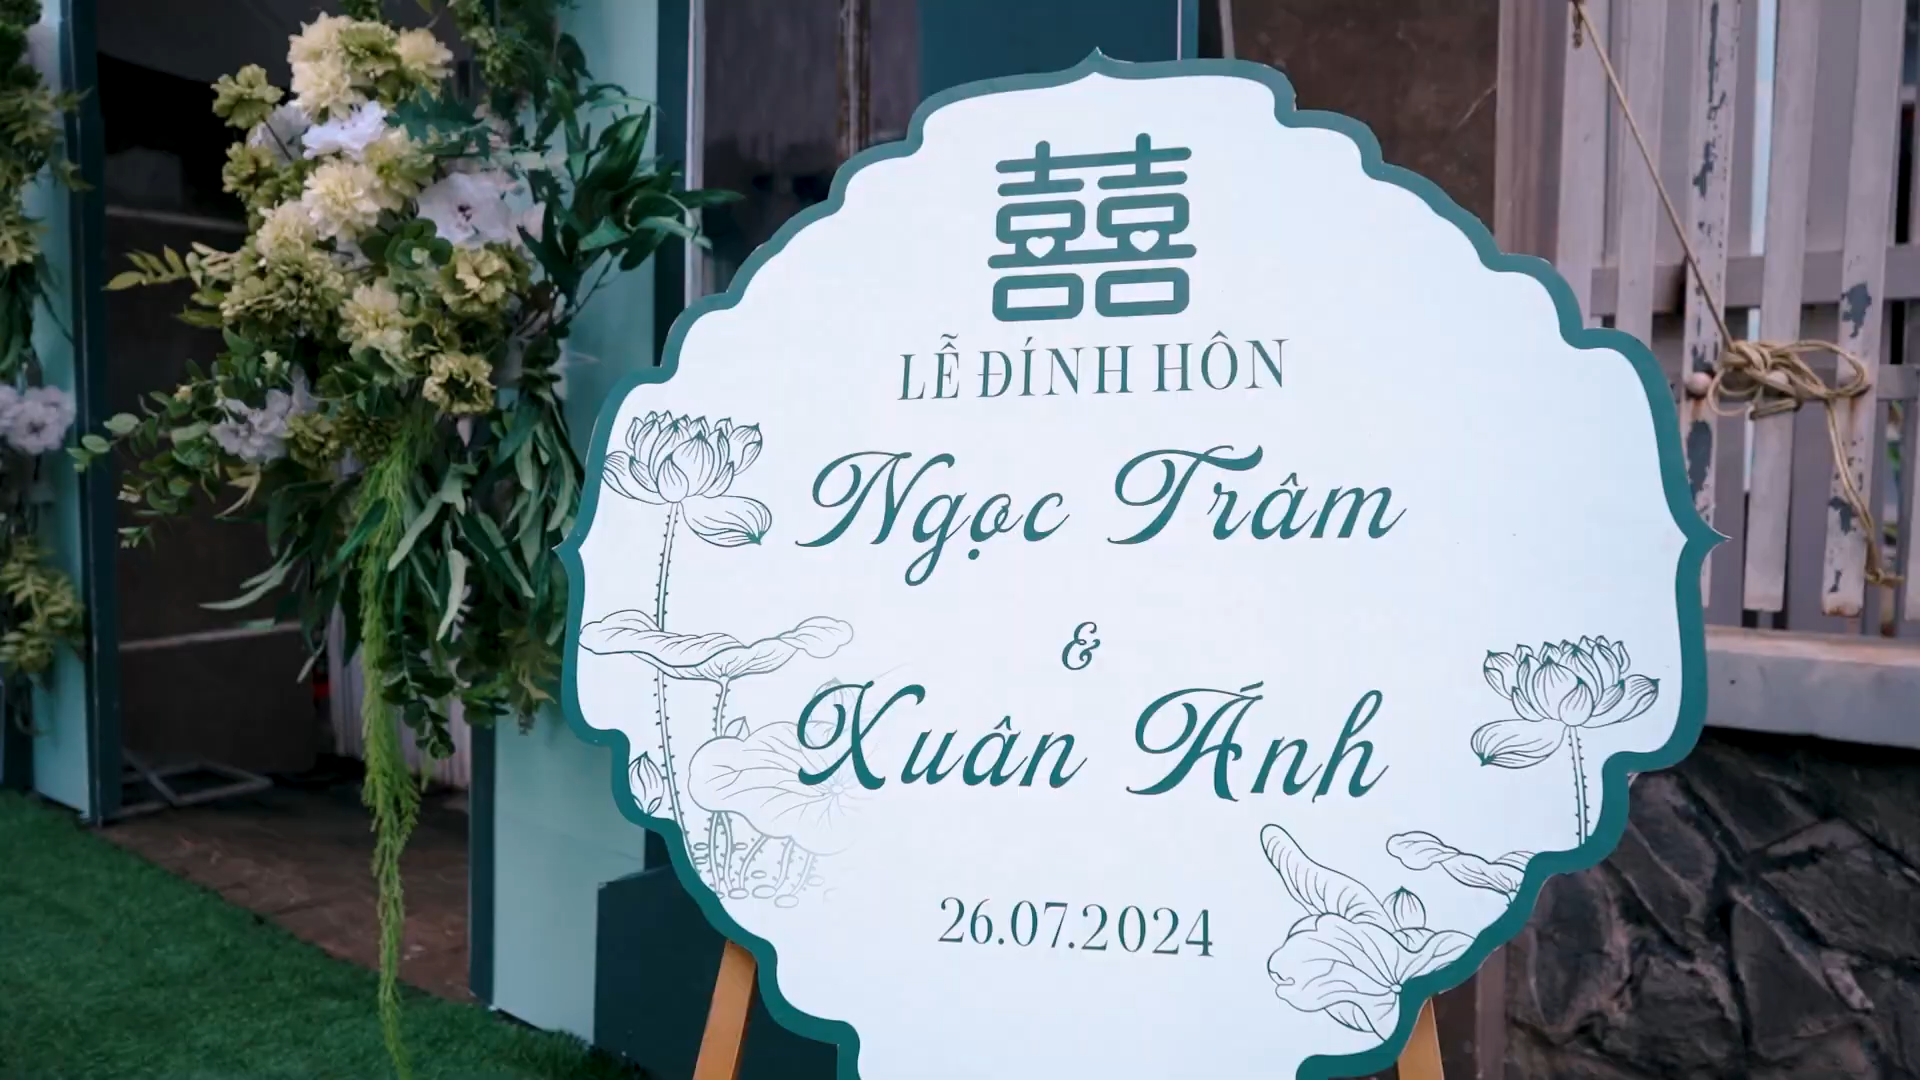 囍
LỄ ĐÍNH HÔN
Ngọc Trâm
&
Xuân Ánh
26.07.2024